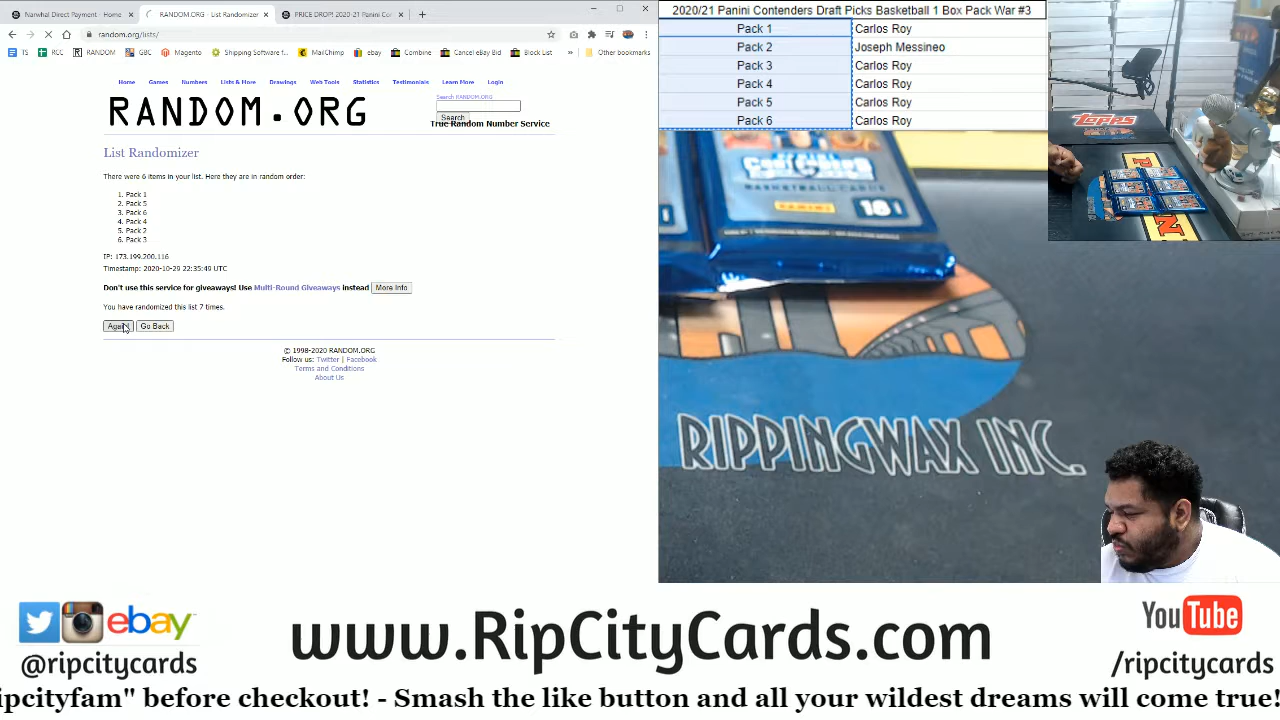 Narwhal Direct Payment - Home
RANDOM.ORG - List Randomizer
PRICE DROP! 2020-21 Panini Con
random.org/lists/
TS
RCC
RANDOM
GBC
Magento
Shipping Software f...
MailChimp
ebay
Combine
Cancel eBay Bid
Block List
Other bookmarks
Home Games Numbers Lists & More Drawings Web Tools Statistics Testimonials Learn More Login
RANDOM.ORG
Search RANDOM.ORG
Search
True Random Number Service
List Randomizer
There were 6 items in your list. Here they are in random order:
1. Pack 1
2. Pack 5
3. Pack 6
4. Pack 4
5. Pack 2
6. Pack 3
IP: 173.199.200.116
Timestamp: 2020-10-29 22:35:49 UTC
Don't use this service for giveaways! Use Multi-Round Giveaways instead More Info
You have randomized this list 7 times.
Again Go Back
© 1998-2020 RANDOM.ORG
Follow us: Twitter | Facebook
Terms and Conditions
About Us
2020/21 Panini Contenders Draft Picks Basketball 1 Box Pack War #3
Pack 1 Carlos Roy
Pack 2 Joseph Messineo
Pack 3 Carlos Roy
Pack 4 Carlos Roy
Pack 5 Carlos Roy
Pack 6 Carlos Roy
BASKETBALL CARDS
PANINI
18
Topps
RIPPINGWAX INC.
ebay
@ripcitycards
www.RipCityCards.com
YouTube
/ripcitycards
ipcityfam" before checkout! - Smash the like button and all your wildest dreams will come true!